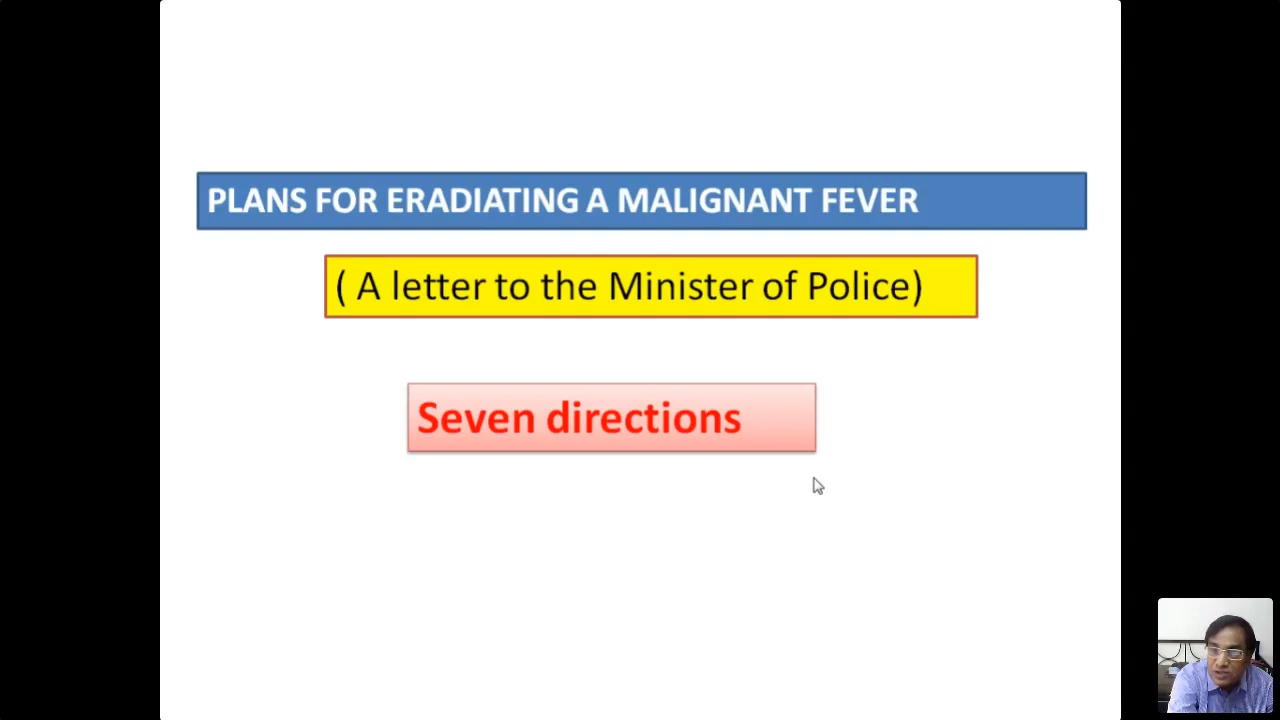 PLANS FOR ERADIATING A MALIGNANT FEVER
( A letter to the Minister of Police)
Seven directions